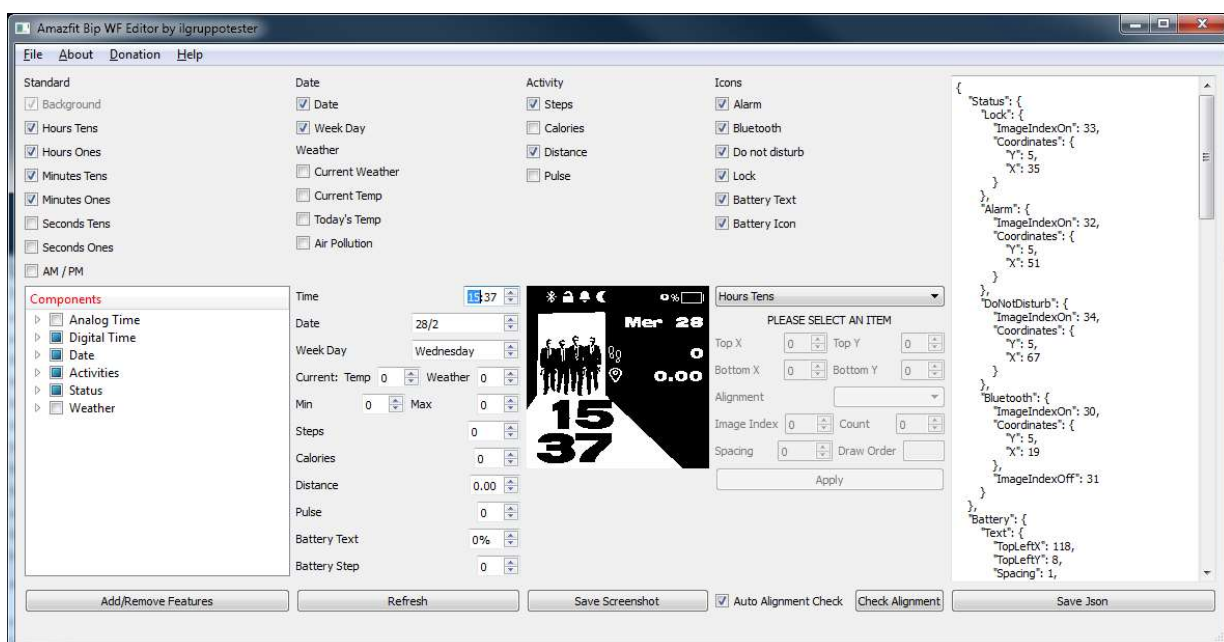 Amazfit Bip WF Editor by ilgruppotester
File About Donation Help
Standard
Background
Hours Tens
Hours Ones
Minutes Tens
Minutes Ones
Seconds Tens
Seconds Ones
AM / PM
Date
Date
Week Day
Weather
Current Weather
Current Temp
Today's Temp
Air Pollution
Activity
Steps
Calories
Distance
Pulse
Icons
Alarm
Bluetooth
Do not disturb
Lock
Battery Text
Battery Icon
Components
Analog Time
Digital Time
Date
Activities
Status
Weather
Time 15:37
Date 28/2
Week Day Wednesday
Current: Temp 0 Weather 0
Min 0 Max 0
Steps 0
Calories 0
Distance 0.00
Pulse 0
Battery Text 0%
Battery Step 0
0%
Mer 28
0
0.00
15
37
Hours Tens
PLEASE SELECT AN ITEM
Top X 0 Top Y 0
Bottom X 0 Bottom Y 0
Alignment
Image Index 0 Count 0
Spacing 0 Draw Order
Apply
{
"Status": {
"Lock": {
"ImageIndexOn": 33,
"Coordinates": {
"Y": 5,
"X": 35
}
},
"Alarm": {
"ImageIndexOn": 32,
"Coordinates": {
"Y": 5,
"X": 51
}
},
"DoNotDisturb": {
"ImageIndexOn": 34,
"Coordinates": {
"Y": 5,
"X": 67
}
},
"Bluetooth": {
"ImageIndexOn": 30,
"Coordinates": {
"Y": 5,
"X": 19
},
"ImageIndexOff": 31
}
},
"Battery": {
"Text": {
"TopLeftX": 118,
"TopLeftY": 8,
"Spacing": 1,
Add/Remove Features
Refresh
Save Screenshot
Auto Alignment Check
Check Alignment
Save Json